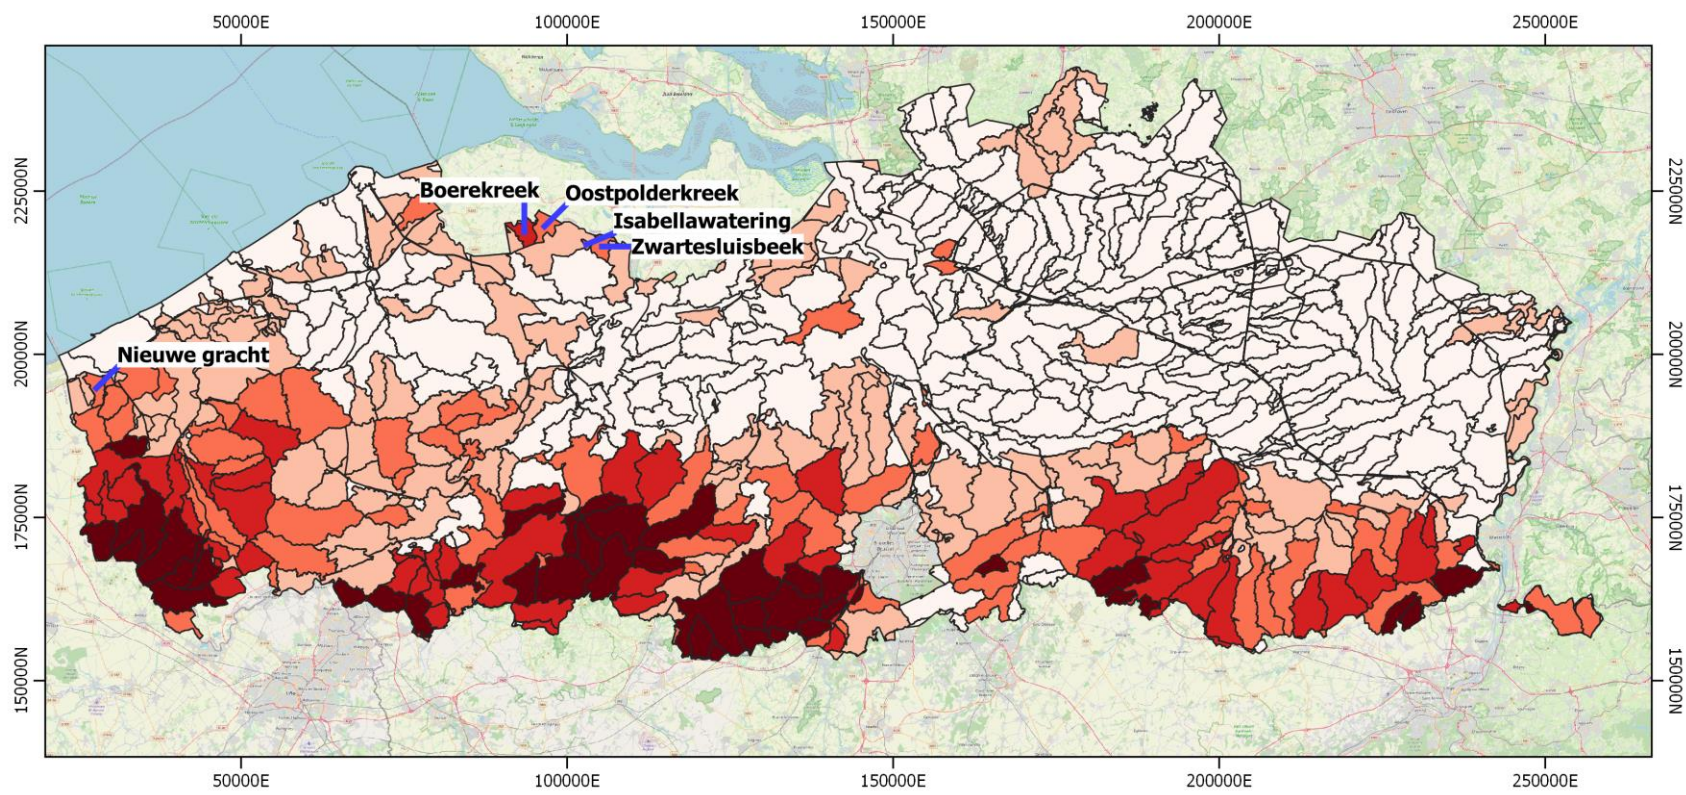 50000E 100000E 150000E 200000E 250000E
225000N 225000N
Boerekreek
Oostpolderkreek
Isabellawatering
Zwartesluisbeek
200000N 200000N
Nieuwe gracht
175000N 175000N
150000N 150000N
50000E 100000E 150000E 200000E 250000E